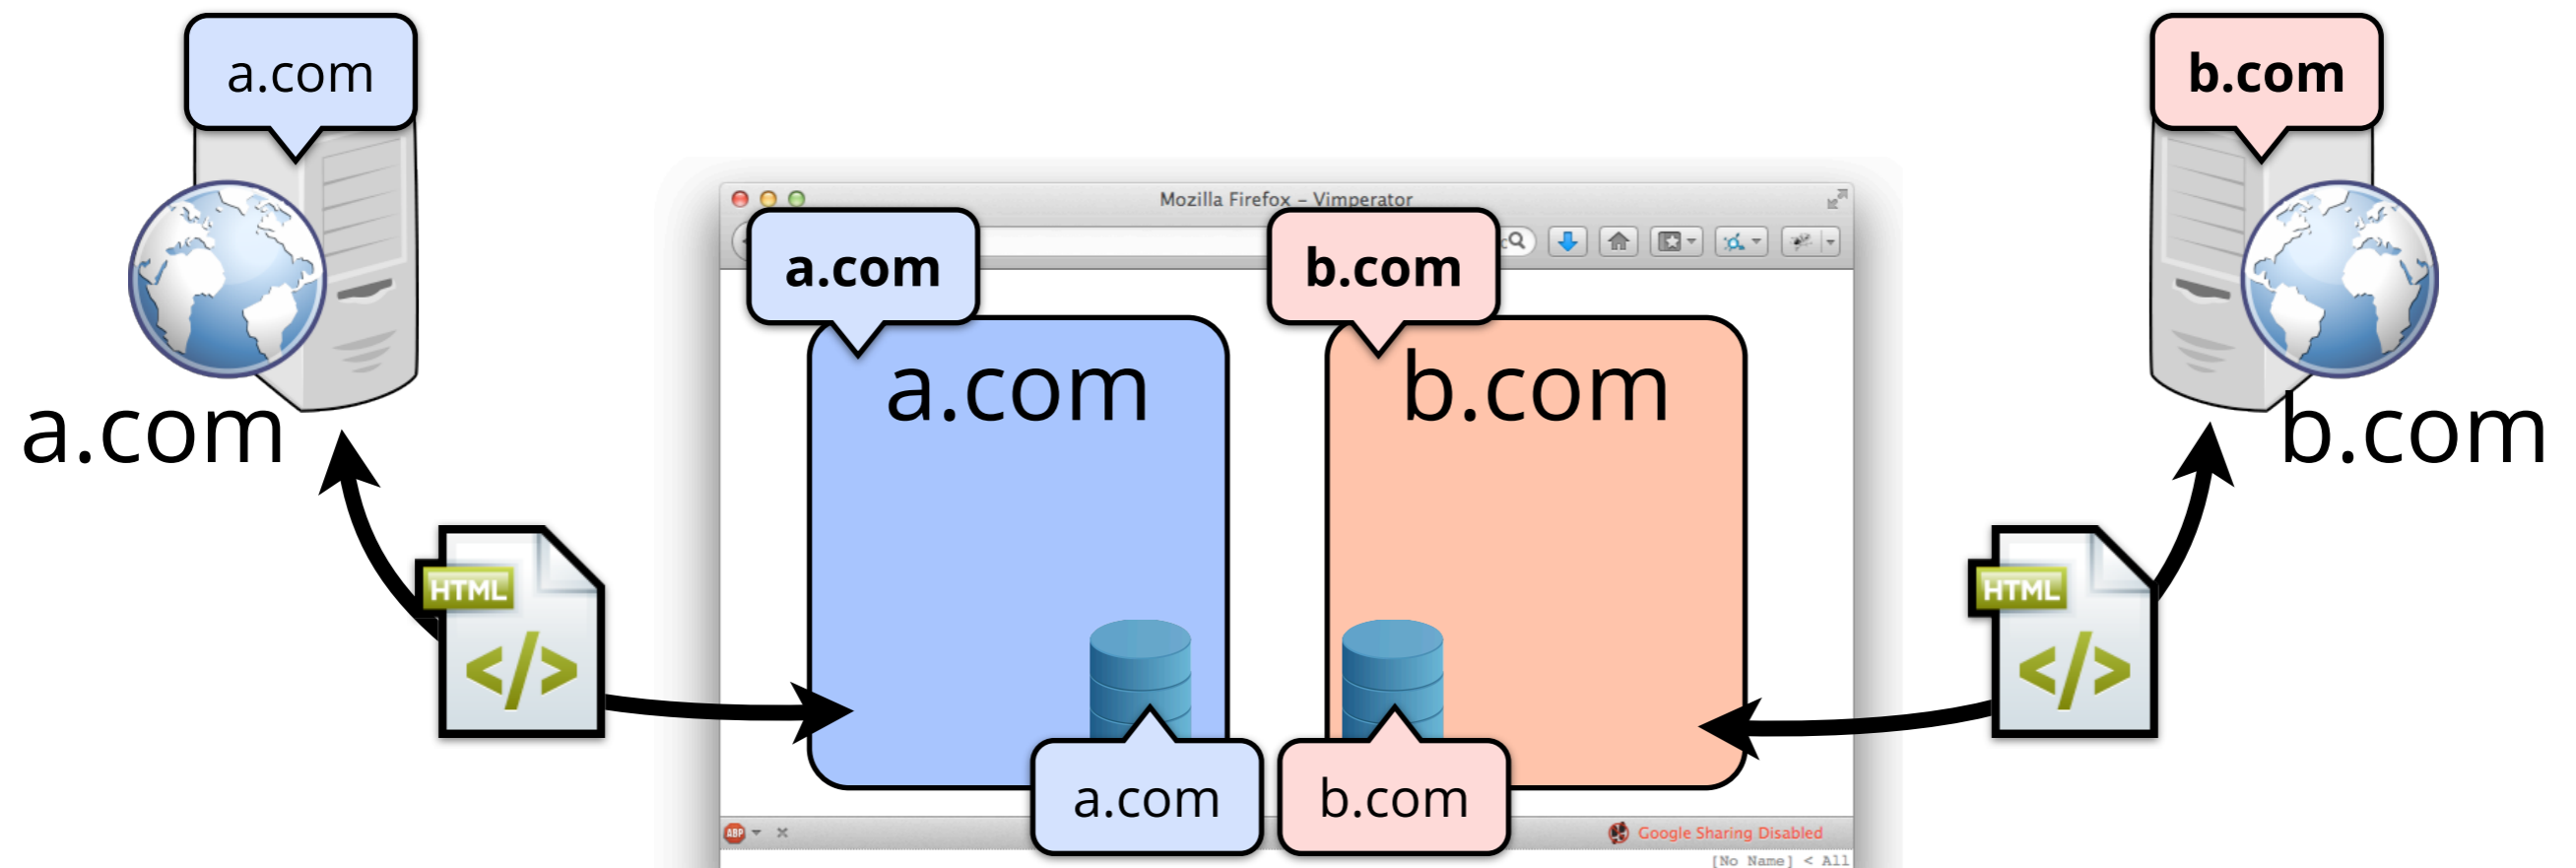 a.com
b.com
Mozilla Firefox – Vimperator
a.com
b.com
a.com
b.com
a.com
b.com
HTML
</>
HTML
</>
a.com
b.com
ABP
Google Sharing Disabled
[No Name] < All